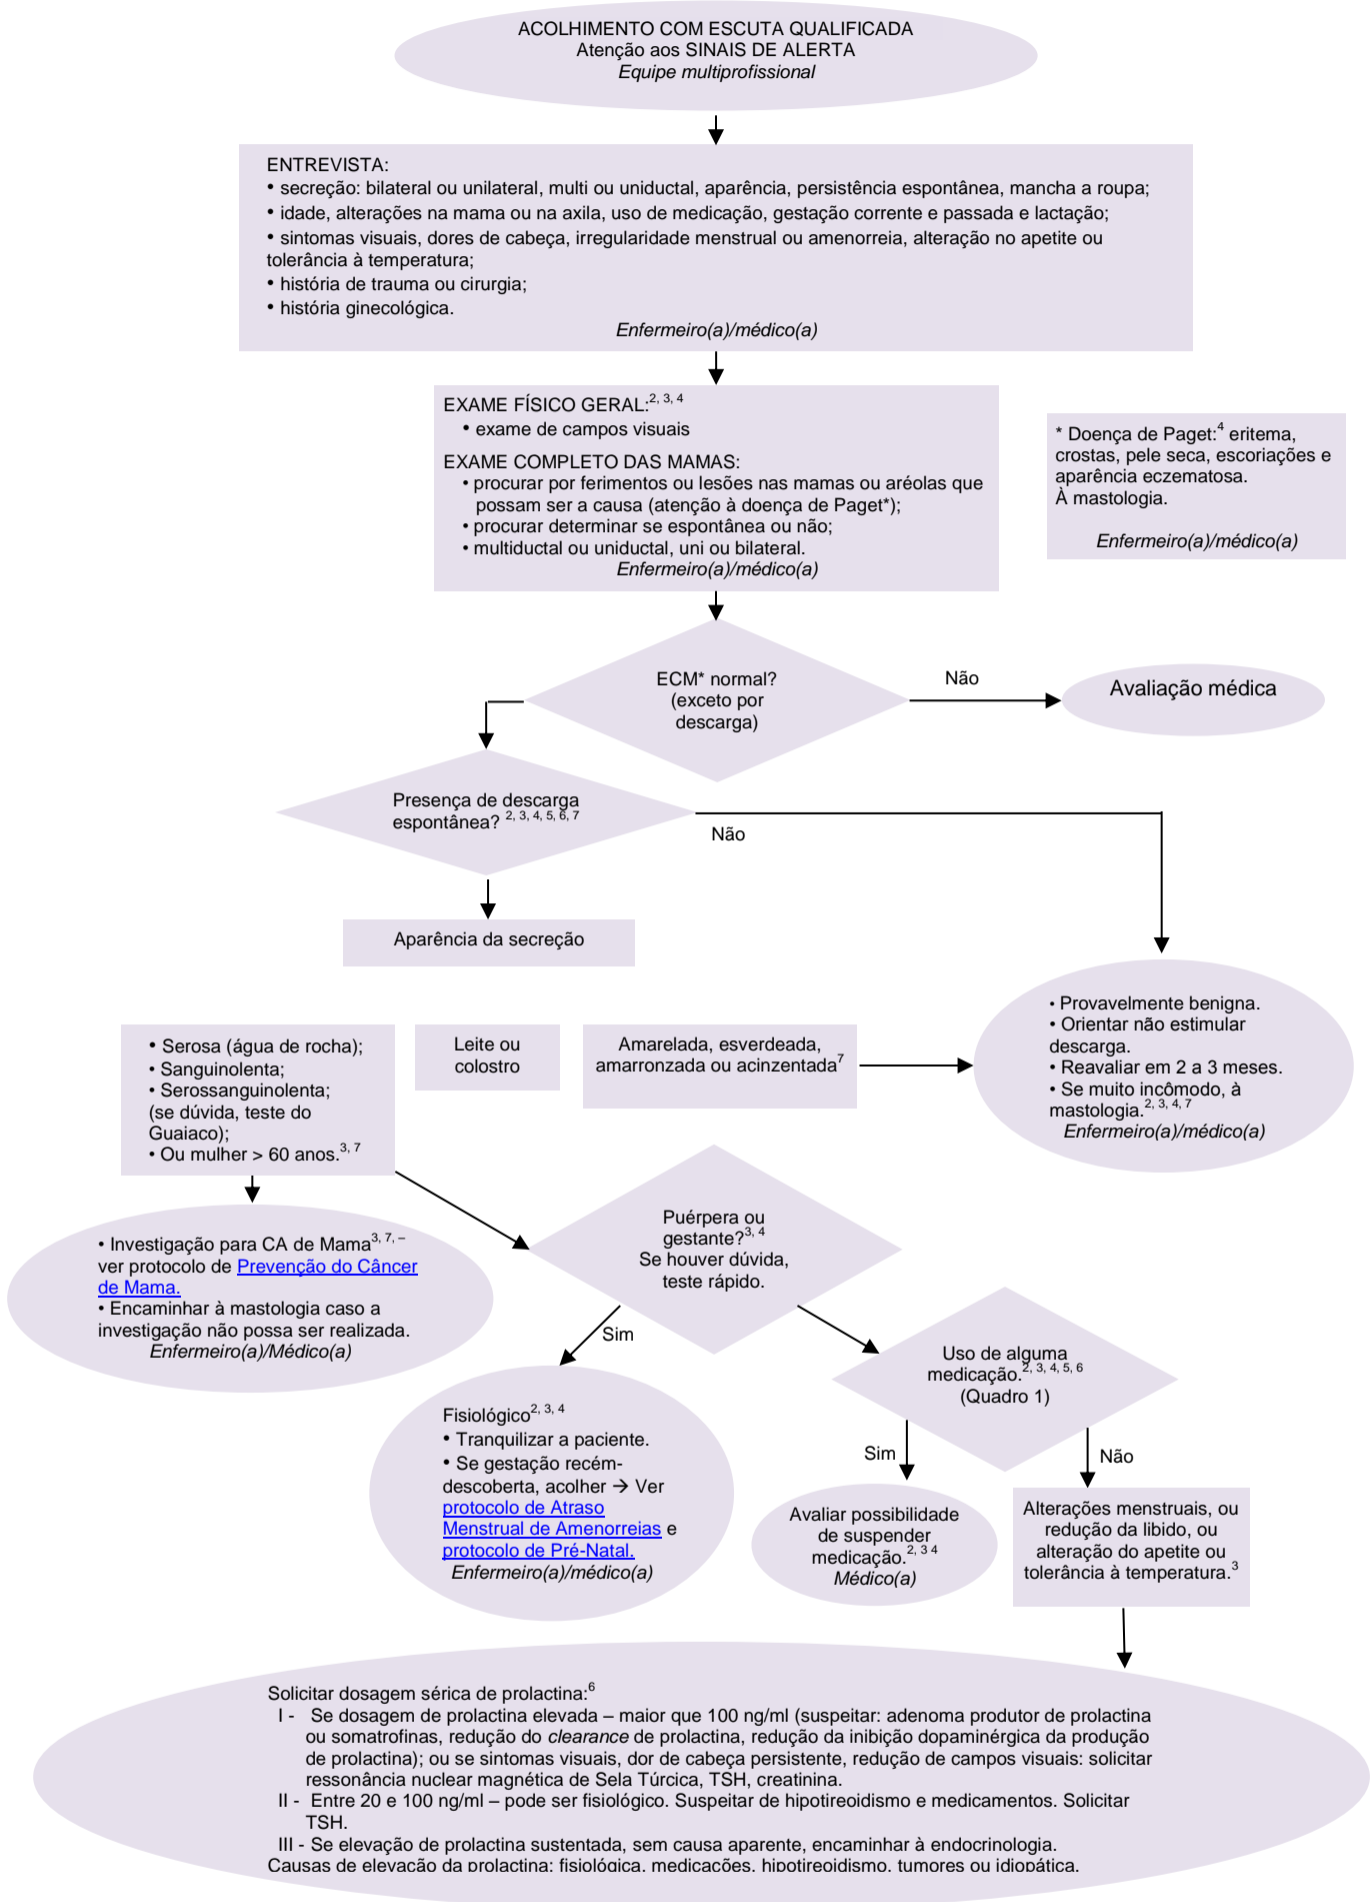 ACOLHIMENTO COM ESCUTA QUALIFICADA
Atenção aos SINAIS DE ALERTA
Equipe multiprofissional
ENTREVISTA:
• secreção: bilateral ou unilateral, multi ou uniductal, aparência, persistência espontânea, mancha a roupa;
• idade, alterações na mama ou na axila, uso de medicação, gestação corrente e passada e lactação;
• sintomas visuais, dores de cabeça, irregularidade menstrual ou amenorreia, alteração no apetite ou
tolerância à temperatura;
• história de trauma ou cirurgia;
• história ginecológica.
Enfermeiro(a)/médico(a)
EXAME FÍSICO GERAL:2, 3, 4
• exame de campos visuais
EXAME COMPLETO DAS MAMAS:
• procurar por ferimentos ou lesões nas mamas ou aréolas que
possam ser a causa (atenção à doença de Paget*);
• procurar determinar se espontânea ou não;
• multiductal ou uniductal, uni ou bilateral.
Enfermeiro(a)/médico(a)
* Doença de Paget:4 eritema,
crostas, pele seca, escoriações e
aparência eczematosa.
À mastologia.
Enfermeiro(a)/médico(a)
ECM* normal?
(exceto por
descarga)
Não
Avaliação médica
Presença de descarga
espontânea? 2, 3, 4, 5, 6, 7
Não
Aparência da secreção
• Serosa (água de rocha);
• Sanguinolenta;
• Serossanguinolenta;
(se dúvida, teste do
Guaiaco);
• Ou mulher > 60 anos.3, 7
Leite ou
colostro
Amarelada, esverdeada,
amarronzada ou acinzentada7
• Provavelmente benigna.
• Orientar não estimular
descarga.
• Reavaliar em 2 a 3 meses.
• Se muito incômodo, à
mastologia.2, 3, 4, 7
Enfermeiro(a)/médico(a)
• Investigação para CA de Mama3, 7, –
ver protocolo de Prevenção do Câncer
de Mama.
• Encaminhar à mastologia caso a
investigação não possa ser realizada.
Enfermeiro(a)/Médico(a)
Puérpera ou
gestante?3, 4
Se houver dúvida,
teste rápido.
Sim
Fisiológico2, 3, 4
• Tranquilizar a paciente.
• Se gestação recém-
descoberta, acolher → Ver
protocolo de Atraso
Menstrual de Amenorreias e
protocolo de Pré-Natal.
Enfermeiro(a)/médico(a)
Uso de alguma
medicação.2, 3, 4, 5, 6
(Quadro 1)
Sim
Não
Avaliar possibilidade
de suspender
medicação.2, 3 4
Médico(a)
Alterações menstruais, ou
redução da libido, ou
alteração do apetite ou
tolerância à temperatura.3
Solicitar dosagem sérica de prolactina:6
I - Se dosagem de prolactina elevada – maior que 100 ng/ml (suspeitar: adenoma produtor de prolactina
ou somatrofinas, redução do clearance de prolactina, redução da inibição dopaminérgica da produção
de prolactina); ou se sintomas visuais, dor de cabeça persistente, redução de campos visuais: solicitar
ressonância nuclear magnética de Sela Túrcica, TSH, creatinina.
II - Entre 20 e 100 ng/ml – pode ser fisiológico. Suspeitar de hipotireoidismo e medicamentos. Solicitar
TSH.
III - Se elevação de prolactina sustentada, sem causa aparente, encaminhar à endocrinologia.
Causas de elevação da prolactina: fisiológica, medicações, hipotireoidismo, tumores ou idiopática.